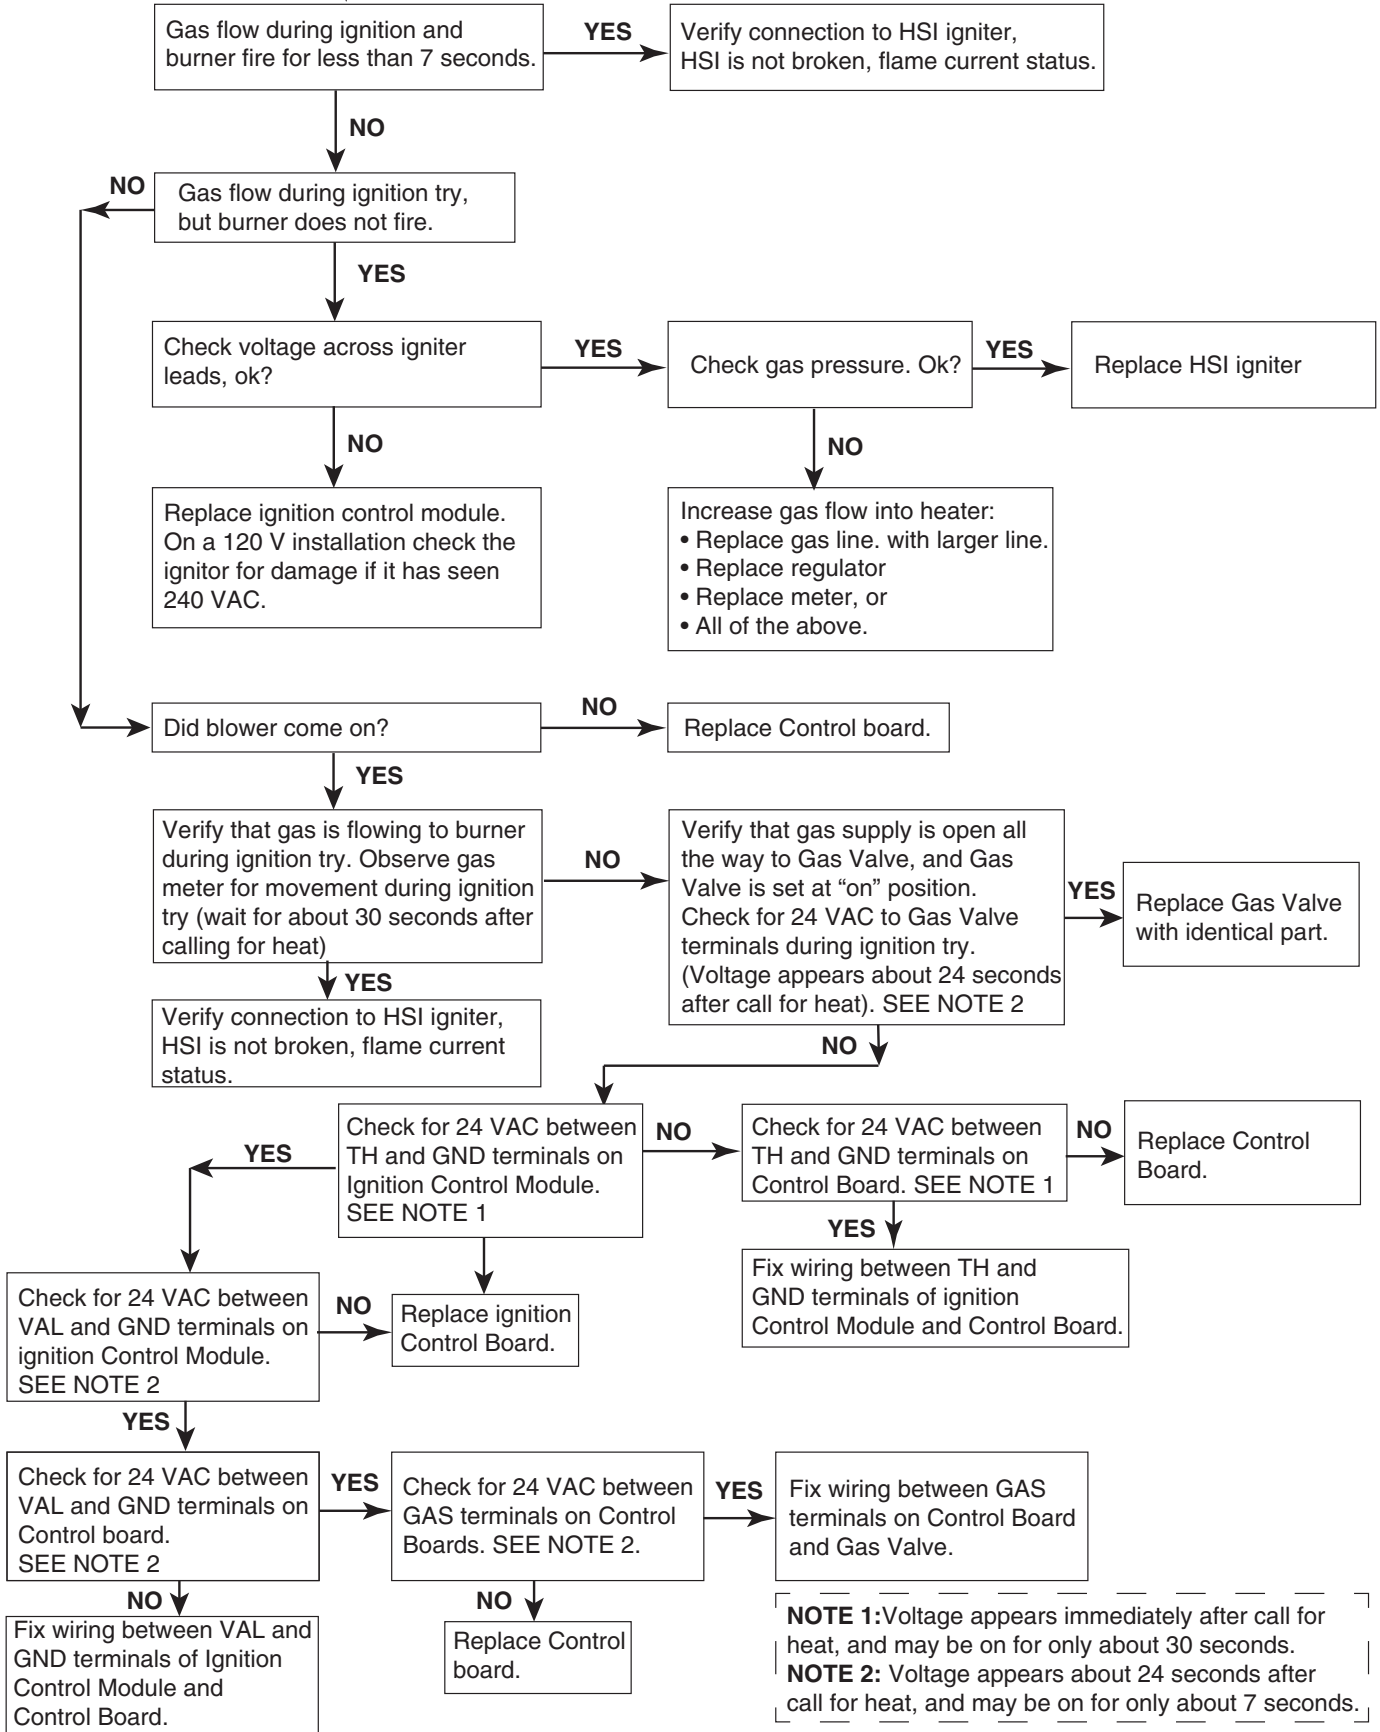 Gas flow during ignition and
burner fire for less than 7 seconds.
YES
Verify connection to HSI igniter,
HSI is not broken, flame current status.
NO
NO
Gas flow during ignition try,
but burner does not fire.
YES
Check voltage across igniter
leads, ok?
YES
Check gas pressure. Ok?
YES
Replace HSI igniter
NO
NO
Replace ignition control module.
On a 120 V installation check the
ignitor for damage if it has seen
240 VAC.
Increase gas flow into heater:
• Replace gas line. with larger line.
• Replace regulator
• Replace meter, or
• All of the above.
Did blower come on?
NO
Replace Control board.
YES
Verify that gas is flowing to burner
during ignition try. Observe gas
meter for movement during ignition
try (wait for about 30 seconds after
calling for heat)
NO
Verify that gas supply is open all
the way to Gas Valve, and Gas
Valve is set at “on” position.
Check for 24 VAC to Gas Valve
terminals during ignition try.
(Voltage appears about 24 seconds
after call for heat). SEE NOTE 2
YES
Replace Gas Valve
with identical part.
YES
Verify connection to HSI igniter,
HSI is not broken, flame current
status.
NO
YES
Check for 24 VAC between
TH and GND terminals on
Ignition Control Module.
SEE NOTE 1
NO
Check for 24 VAC between
TH and GND terminals on
Control Board. SEE NOTE 1
NO
Replace Control
Board.
YES
Fix wiring between TH and
GND terminals of ignition
Control Module and Control Board.
Check for 24 VAC between
VAL and GND terminals on
ignition Control Module.
SEE NOTE 2
NO
Replace ignition
Control Board.
YES
Check for 24 VAC between
VAL and GND terminals on
Control board.
SEE NOTE 2
YES
Check for 24 VAC between
GAS terminals on Control
Boards. SEE NOTE 2.
YES
Fix wiring between GAS
terminals on Control Board
and Gas Valve.
NO
Fix wiring between VAL and
GND terminals of Ignition
Control Module and
Control Board.
NO
Replace Control
board.
NOTE 1:Voltage appears immediately after call for
heat, and may be on for only about 30 seconds.
NOTE 2: Voltage appears about 24 seconds after
call for heat, and may be on for only about 7 seconds.